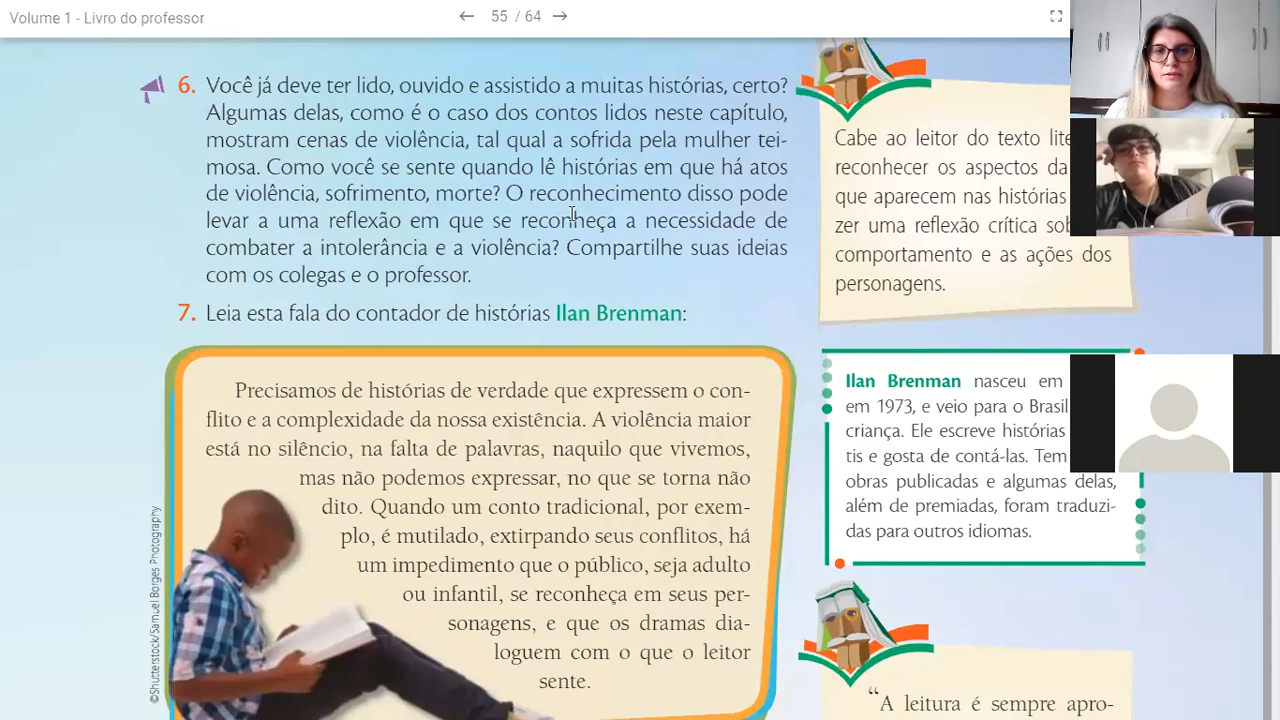 Volume 1 - Livro do professor
55 / 64
6. Você já deve ter lido, ouvido e assistido a muitas histórias, certo?
Algumas delas, como é o caso dos contos lidos neste capítulo,
mostram cenas de violência, tal qual a sofrida pela mulher tei-
mosa. Como você se sente quando lê histórias em que há atos
de violência, sofrimento, morte? O reconhecimento disso pode
levar a uma reflexão em que se reconheça a necessidade de
combater a intolerância e a violência? Compartilhe suas ideias
com os colegas e o professor.
7. Leia esta fala do contador de histórias Ilan Brenman:
Precisamos de histórias de verdade que expressem o con-
flito e a complexidade da nossa existência. A violência maior
está no silêncio, na falta de palavras, naquilo que vivemos,
mas não podemos expressar, no que se torna não
dito. Quando um conto tradicional, por exem-
plo, é mutilado, extirpando seus conflitos, há
um impedimento que o público, seja adulto
ou infantil, se reconheça em seus per-
sonagens, e que os dramas dia-
loguem com o que o leitor
sente.
©Shutterstock/Samuel Borges Photography
Cabe ao leitor do texto lite
reconhecer os aspectos da
que aparecem nas histórias
zer uma reflexão crítica sob
comportamento e as ações dos
personagens.
Ilan Brenman nasceu em
em 1973, e veio para o Brasil
criança. Ele escreve histórias
tis e gosta de contá-las. Tem
obras publicadas e algumas delas,
além de premiadas, foram traduzi-
das para outros idiomas.
“A leitura é sempre apro-